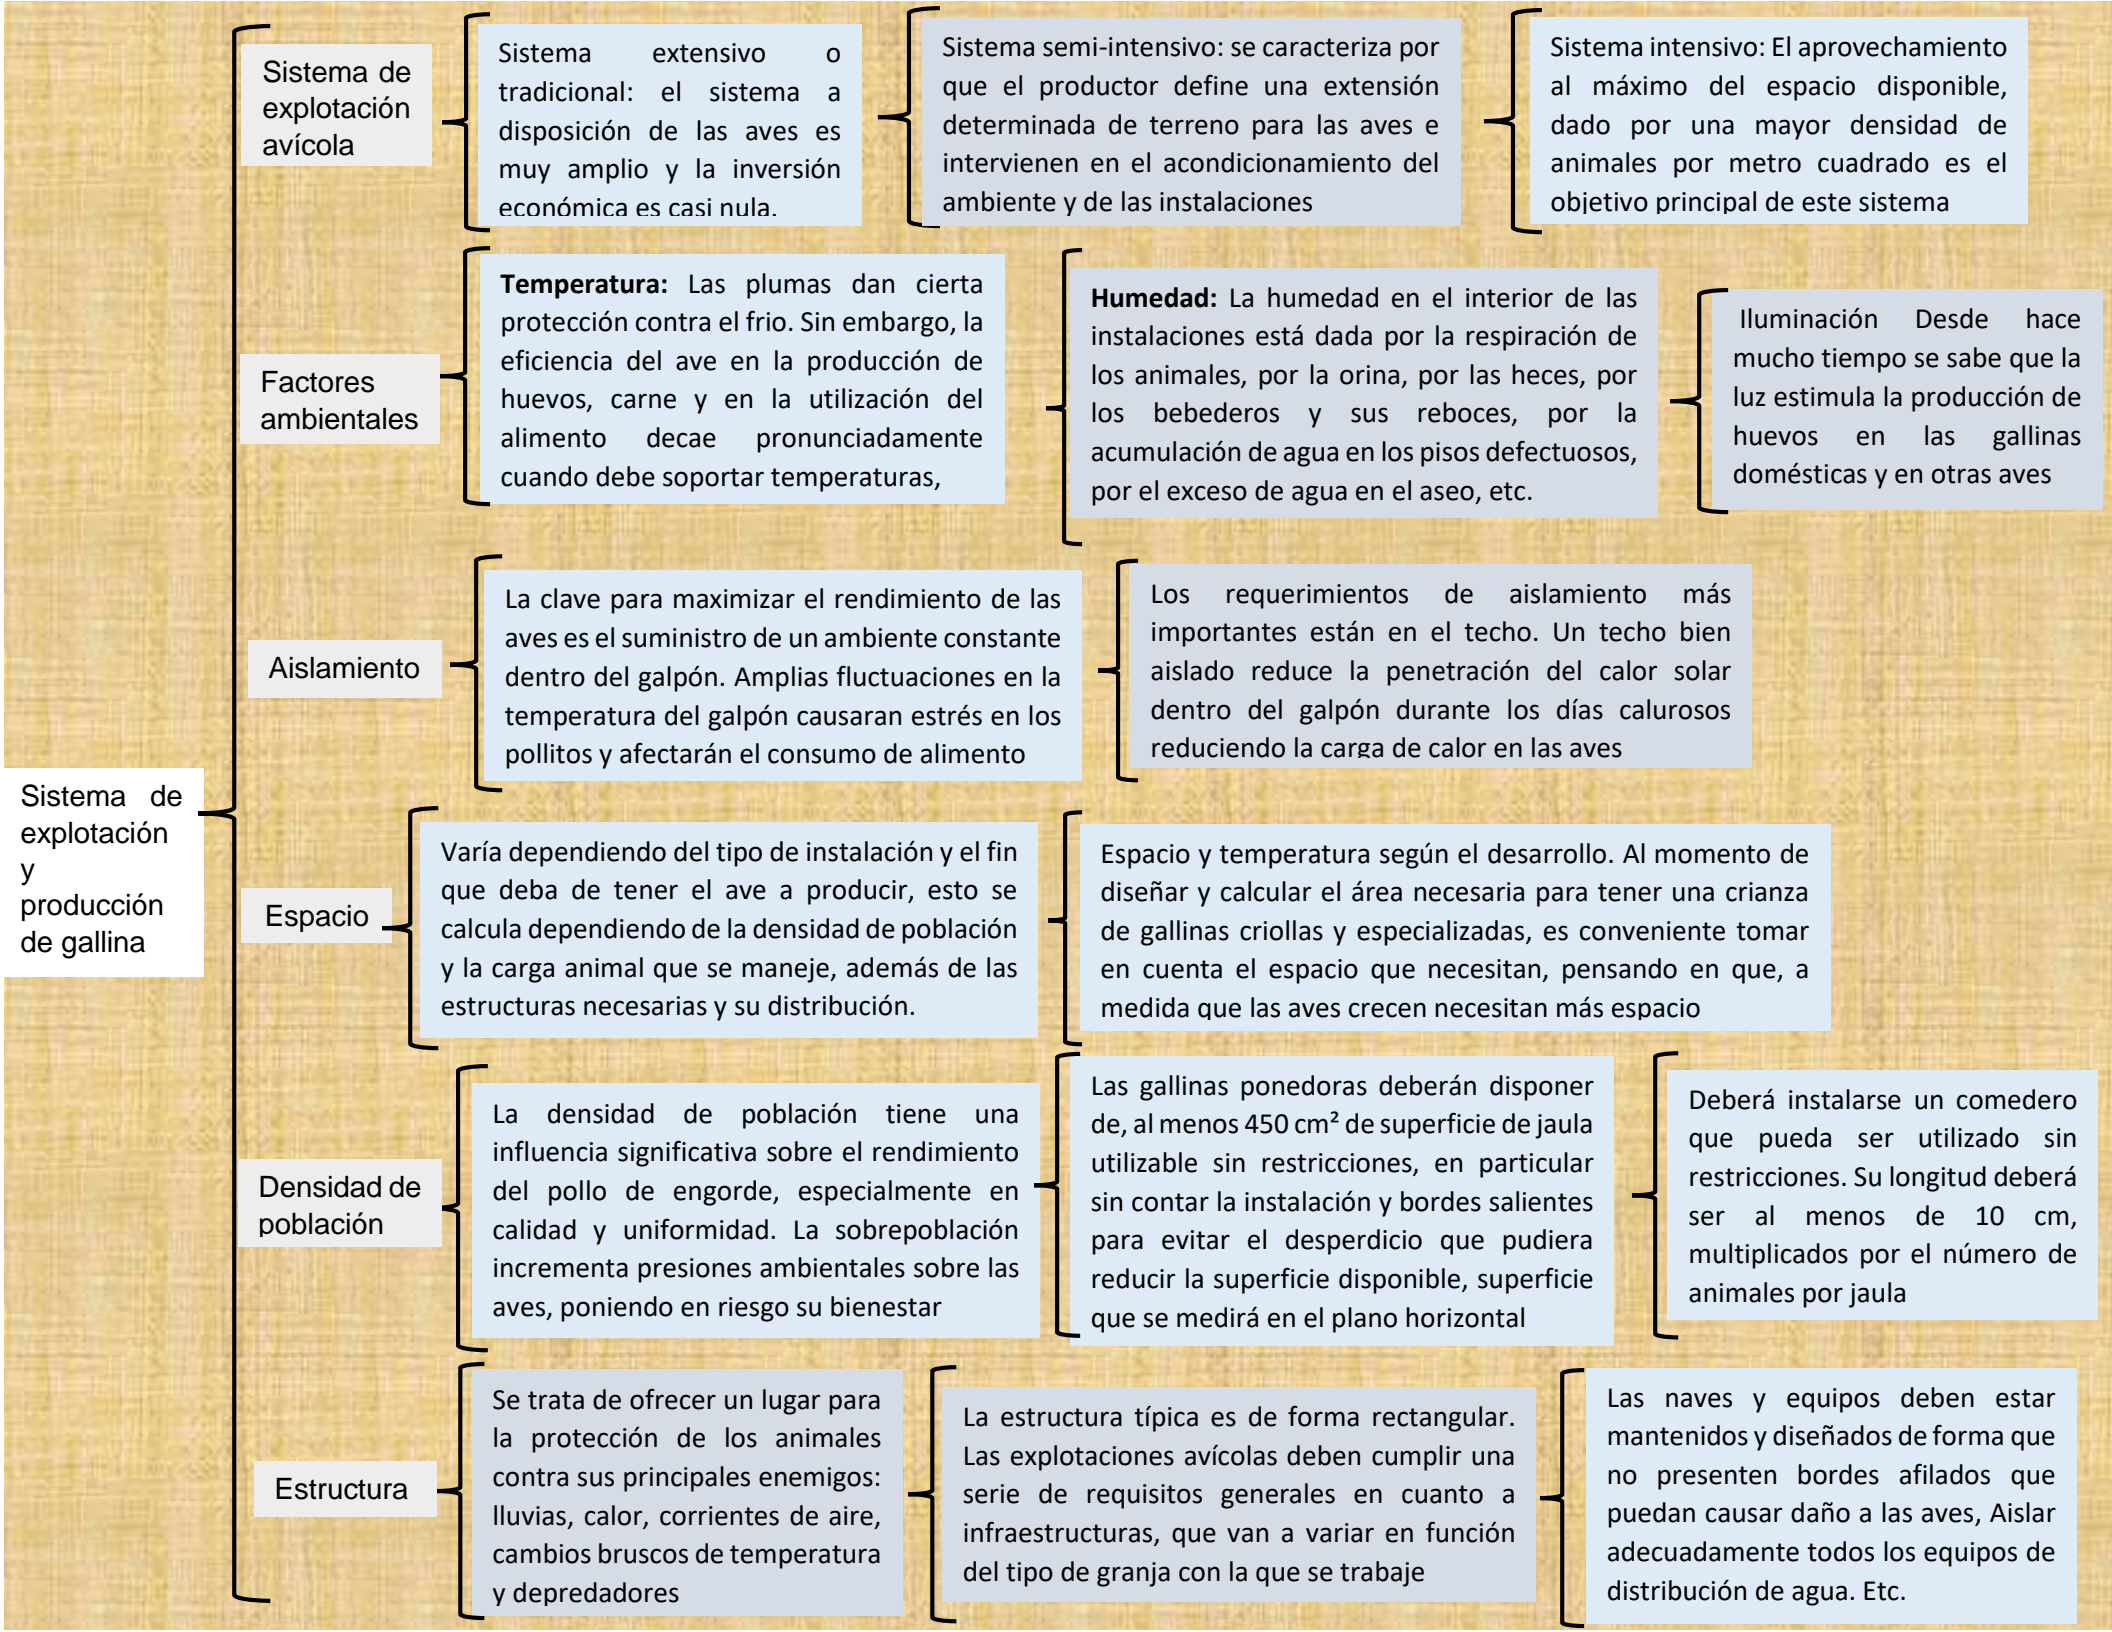 Sistema de
explotación
y
producción
de gallina
Sistema de
explotación
avícola
Sistema extensivo o
tradicional: el sistema a
disposición de las aves es
muy amplio y la inversión
económica es casi nula.
Sistema semi-intensivo: se caracteriza por
que el productor define una extensión
determinada de terreno para las aves e
intervienen en el acondicionamiento del
ambiente y de las instalaciones
Sistema intensivo: El aprovechamiento
al máximo del espacio disponible,
dado por una mayor densidad de
animales por metro cuadrado es el
objetivo principal de este sistema
Factores
ambientales
Temperatura: Las plumas dan cierta
protección contra el frio. Sin embargo, la
eficiencia del ave en la producción de
huevos, carne y en la utilización del
alimento decae pronunciadamente
cuando debe soportar temperaturas,
Humedad: La humedad en el interior de las
instalaciones está dada por la respiración de
los animales, por la orina, por las heces, por
los bebederos y sus reboces, por la
acumulación de agua en los pisos defectuosos,
por el exceso de agua en el aseo, etc.
Iluminación Desde hace
mucho tiempo se sabe que la
luz estimula la producción de
huevos en las gallinas
domésticas y en otras aves
Aislamiento
La clave para maximizar el rendimiento de las
aves es el suministro de un ambiente constante
dentro del galpón. Amplias fluctuaciones en la
temperatura del galpón causaran estrés en los
pollitos y afectarán el consumo de alimento
Los requerimientos de aislamiento más
importantes están en el techo. Un techo bien
aislado reduce la penetración del calor solar
dentro del galpón durante los días calurosos
reduciendo la carga de calor en las aves
Espacio
Varía dependiendo del tipo de instalación y el fin
que deba de tener el ave a producir, esto se
calcula dependiendo de la densidad de población
y la carga animal que se maneje, además de las
estructuras necesarias y su distribución.
Espacio y temperatura según el desarrollo. Al momento de
diseñar y calcular el área necesaria para tener una crianza
de gallinas criollas y especializadas, es conveniente tomar
en cuenta el espacio que necesitan, pensando en que, a
medida que las aves crecen necesitan más espacio
Densidad de
población
La densidad de población tiene una
influencia significativa sobre el rendimiento
del pollo de engorde, especialmente en
calidad y uniformidad. La sobrepoblación
incrementa presiones ambientales sobre las
aves, poniendo en riesgo su bienestar
Las gallinas ponedoras deberán disponer
de, al menos 450 cm² de superficie de jaula
utilizable sin restricciones, en particular
sin contar la instalación y bordes salientes
para evitar el desperdicio que pudiera
reducir la superficie disponible, superficie
que se medirá en el plano horizontal
Deberá instalarse un comedero
que pueda ser utilizado sin
restricciones. Su longitud deberá
ser al menos de 10 cm,
multiplicados por el número de
animales por jaula
Estructura
Se trata de ofrecer un lugar para
la protección de los animales
contra sus principales enemigos:
lluvias, calor, corrientes de aire,
cambios bruscos de temperatura
y depredadores
La estructura típica es de forma rectangular.
Las explotaciones avícolas deben cumplir una
serie de requisitos generales en cuanto a
infraestructuras, que van a variar en función
del tipo de granja con la que se trabaje
Las naves y equipos deben estar
mantenidos y diseñados de forma que
no presenten bordes afilados que
puedan causar daño a las aves, Aislar
adecuadamente todos los equipos de
distribución de agua. Etc.